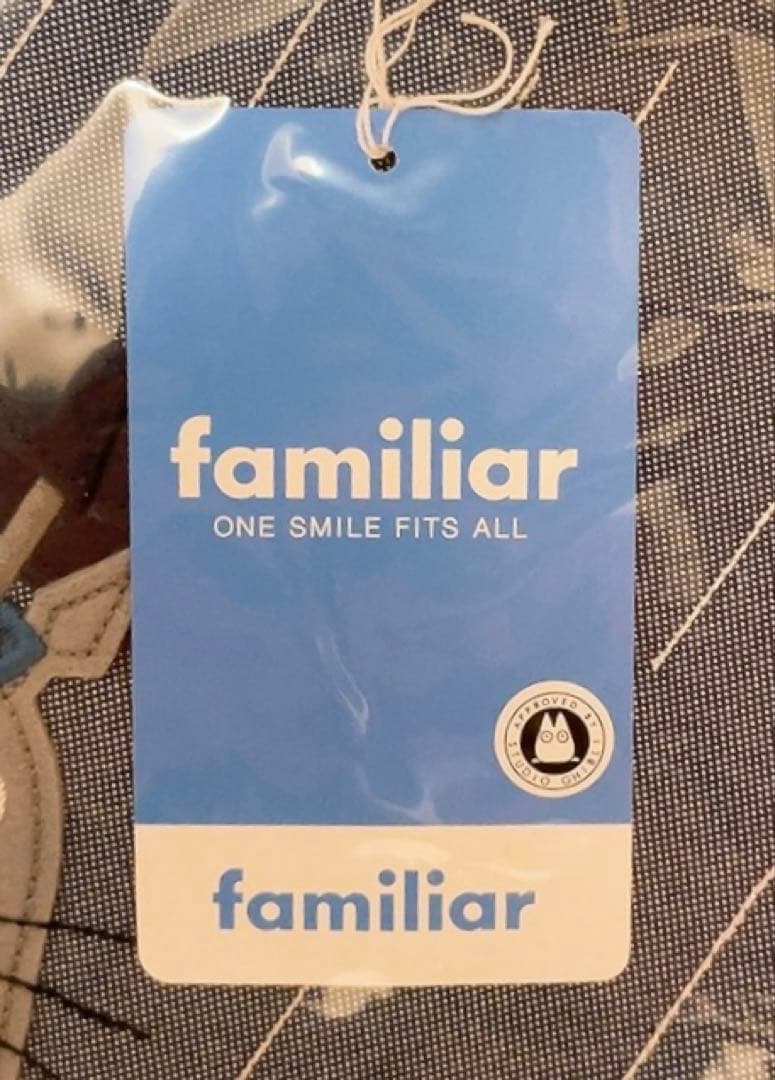 familiar
ONE SMILE FITS ALL
APPROVED BY
STUDIO GHIBLI
familiar